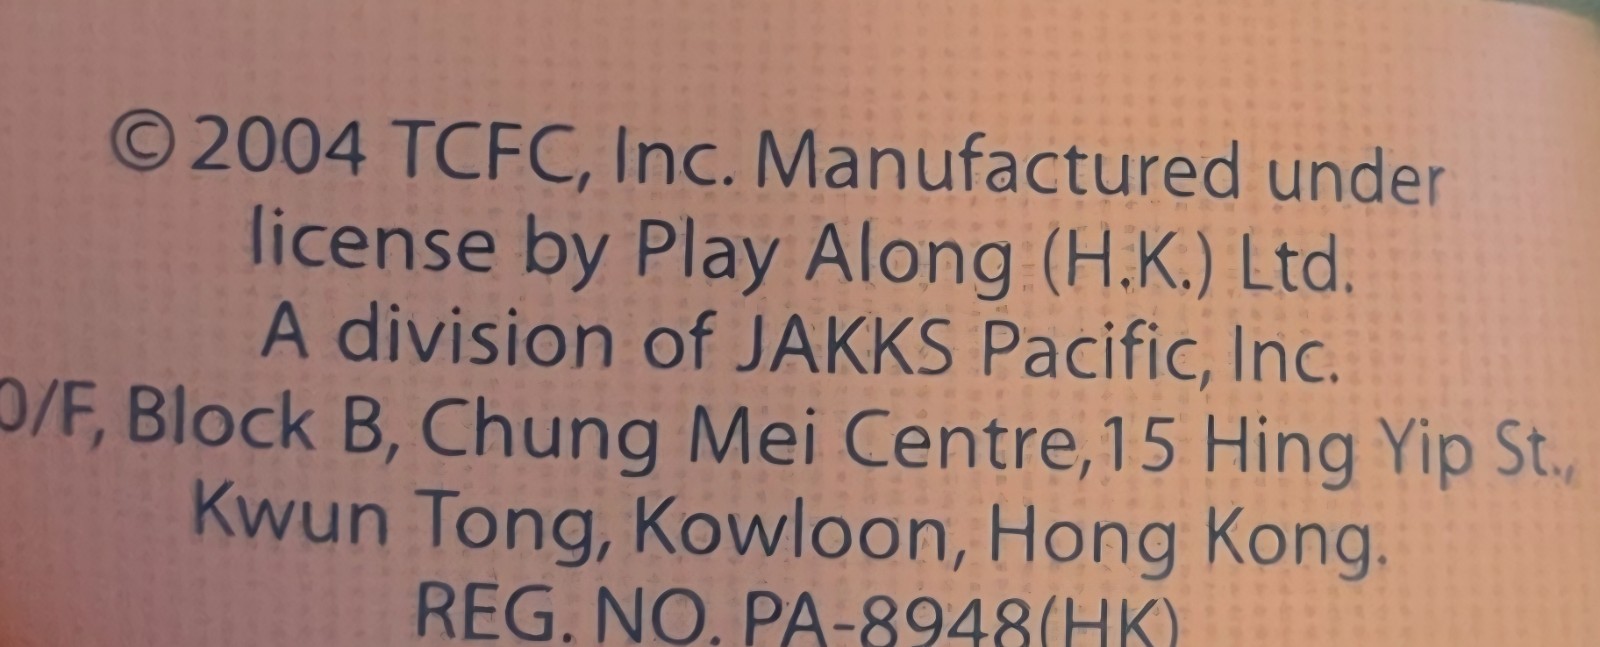 © 2004 TCFC, Inc. Manufactured under
license by Play Along (H.K.) Ltd.
A division of JAKKS Pacific, Inc.
0/F, Block B, Chung Mei Centre,15 Hing Yip St.,
Kwun Tong, Kowloon, Hong Kong.
REG. NO. PA-8948(HK)